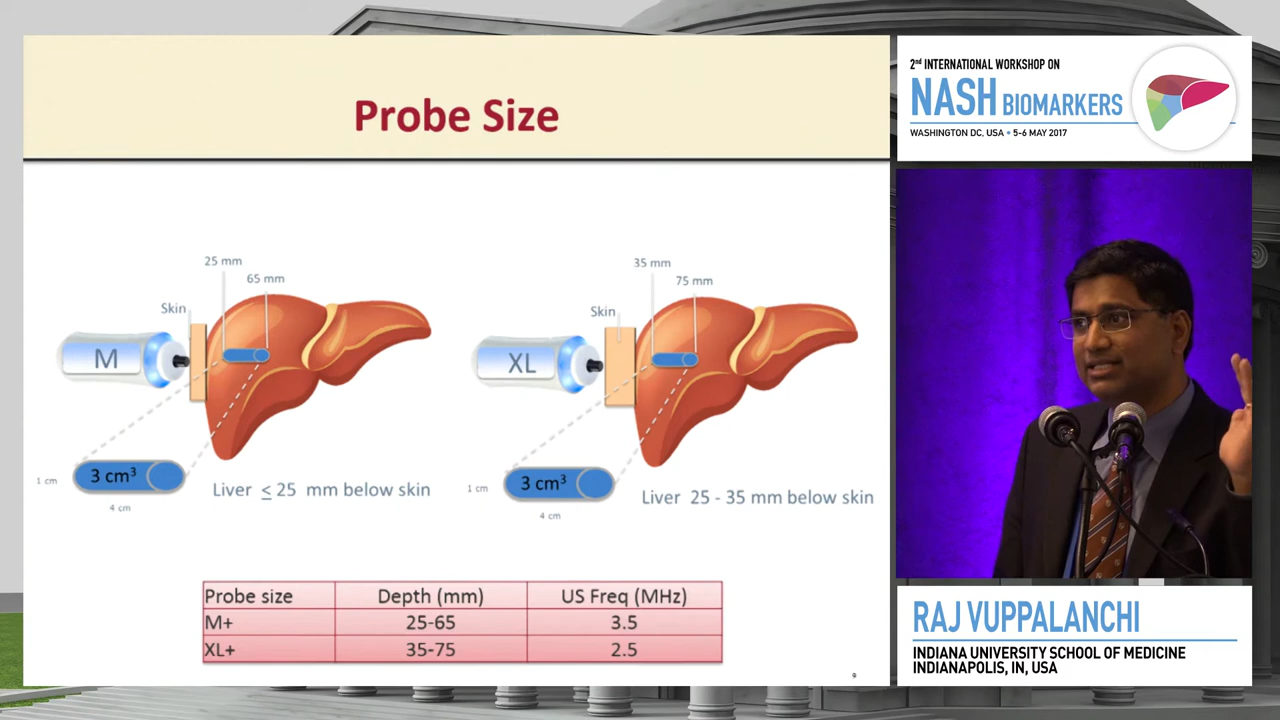 Probe Size
25 mm
65 mm
Skin
M
1 cm
3 cm³
4 cm
Liver ≤ 25 mm below skin
35 mm
75 mm
Skin
XL
1 cm
3 cm³
4 cm
Liver 25 - 35 mm below skin
Probe size Depth (mm) US Freq (MHz)
M+ 25-65 3.5
XL+ 35-75 2.5
2nd INTERNATIONAL WORKSHOP ON
NASH BIOMARKERS
WASHINGTON DC, USA • 5-6 MAY 2017
RAJ VUPPALANCHI
INDIANA UNIVERSITY SCHOOL OF MEDICINE
INDIANAPOLIS, IN, USA